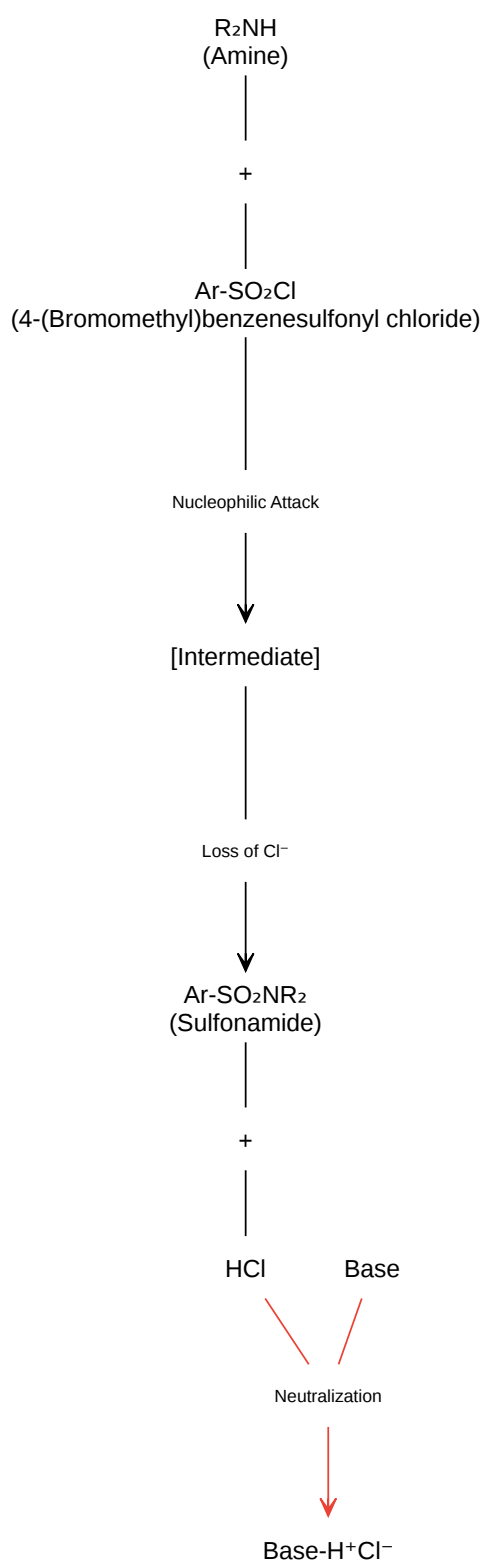 R₂NH
(Amine)
+
Ar-SO₂Cl
(4-(Bromomethyl)benzenesulfonyl chloride)
Nucleophilic Attack
[Intermediate]
Loss of Cl⁻
Ar-SO₂NR₂
(Sulfonamide)
+
HCl Base
Neutralization
Base-H⁺Cl⁻